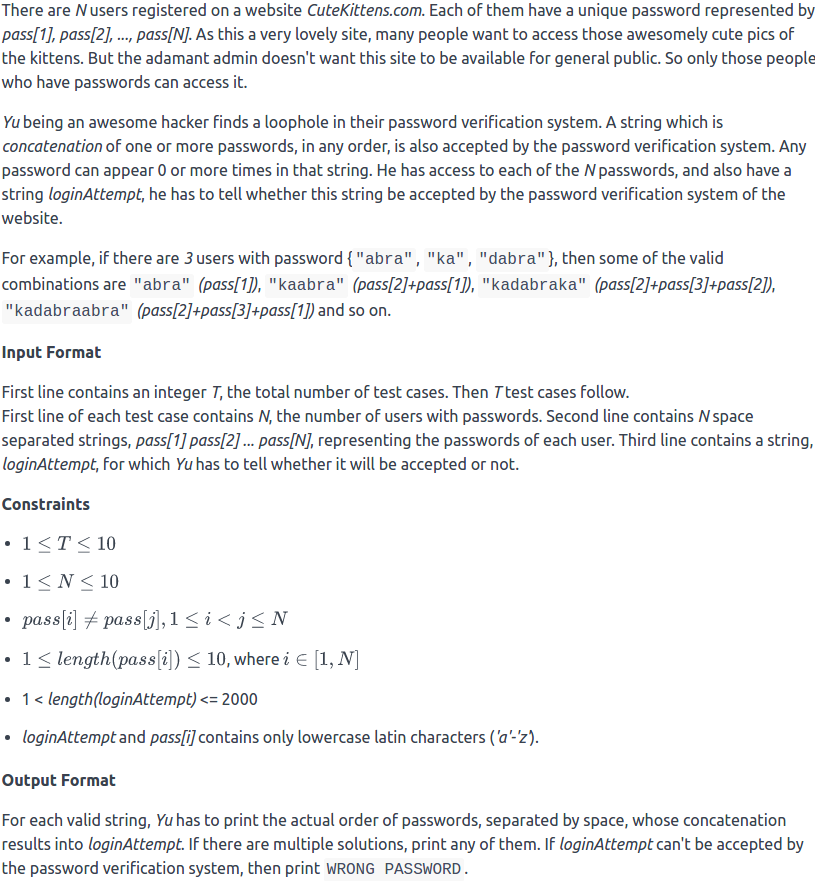 There are N users registered on a website CuteKittens.com. Each of them have a unique password represented by
pass[1], pass[2], ..., pass[N]. As this a very lovely site, many people want to access those awesomely cute pics of
the kittens. But the adamant admin doesn't want this site to be available for general public. So only those people
who have passwords can access it.
Yu being an awesome hacker finds a loophole in their password verification system. A string which is
concatenation of one or more passwords, in any order, is also accepted by the password verification system. Any
password can appear 0 or more times in that string. He has access to each of the N passwords, and also have a
string loginAttempt, he has to tell whether this string be accepted by the password verification system of the
website.
For example, if there are 3 users with password {"abra", "ka", "dabra"}, then some of the valid
combinations are "abra" (pass[1]), "kaabra" (pass[2]+pass[1]), "kadabraka" (pass[2]+pass[3]+pass[2]),
"kadabraabra" (pass[2]+pass[3]+pass[1]) and so on.
Input Format
First line contains an integer T, the total number of test cases. Then T test cases follow.
First line of each test case contains N, the number of users with passwords. Second line contains N space
separated strings, pass[1] pass[2] ... pass[N], representing the passwords of each user. Third line contains a string,
loginAttempt, for which Yu has to tell whether it will be accepted or not.
Constraints
• 1 ≤ T ≤ 10
• 1 ≤ N ≤ 10
• pass[i] ≠ pass[j], 1 ≤ i < j ≤ N
• 1 ≤ length(pass[i]) ≤ 10, where i ∈ [1, N]
• 1 < length(loginAttempt) <= 2000
• loginAttempt and pass[i] contains only lowercase latin characters ('a'-'z').
Output Format
For each valid string, Yu has to print the actual order of passwords, separated by space, whose concatenation
results into loginAttempt. If there are multiple solutions, print any of them. If loginAttempt can't be accepted by
the password verification system, then print WRONG PASSWORD.